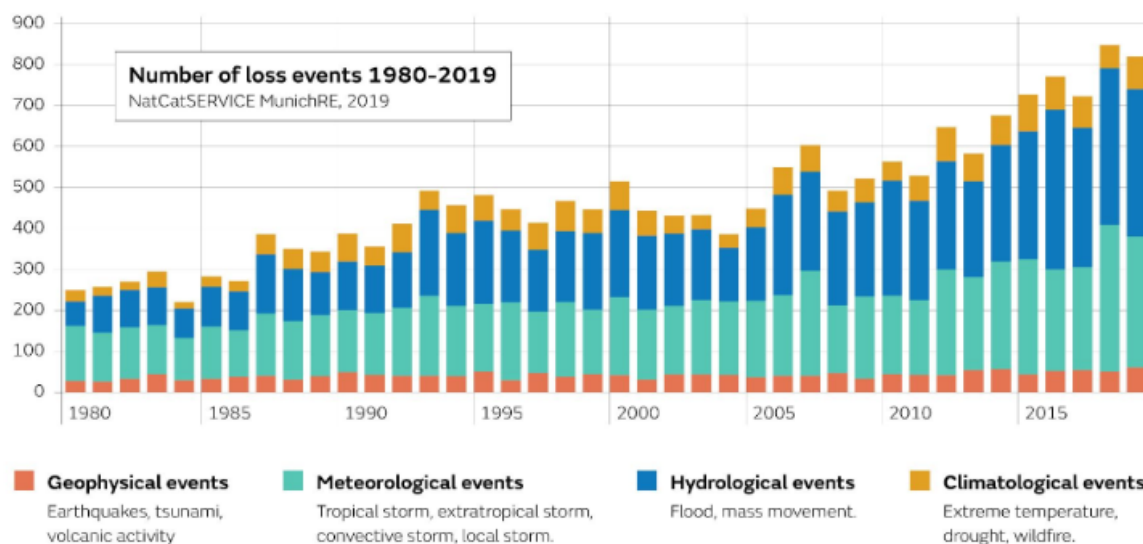 900
800
700
600
500
400
300
200
100
0
Number of loss events 1980-2019
NatCatSERVICE MunichRE, 2019
1980 1985 1990 1995 2000 2005 2010 2015
Geophysical events
Earthquakes, tsunami,
volcanic activity
Meteorological events
Tropical storm, extratropical storm,
convective storm, local storm.
Hydrological events
Flood, mass movement.
Climatological events
Extreme temperature,
drought, wildfire.